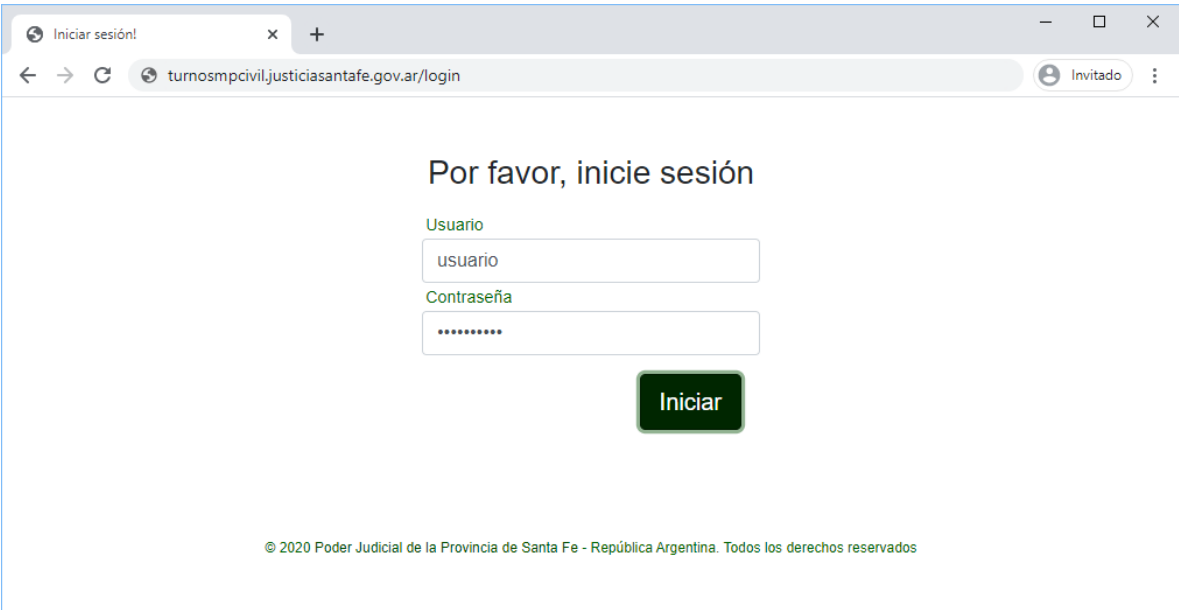 Iniciar sesión!
turnosmpcivil.justiciasantafe.gov.ar/login
Invitado
Por favor, inicie sesión
Usuario
usuario
Contraseña
••••••••••
Iniciar
© 2020 Poder Judicial de la Provincia de Santa Fe - República Argentina. Todos los derechos reservados